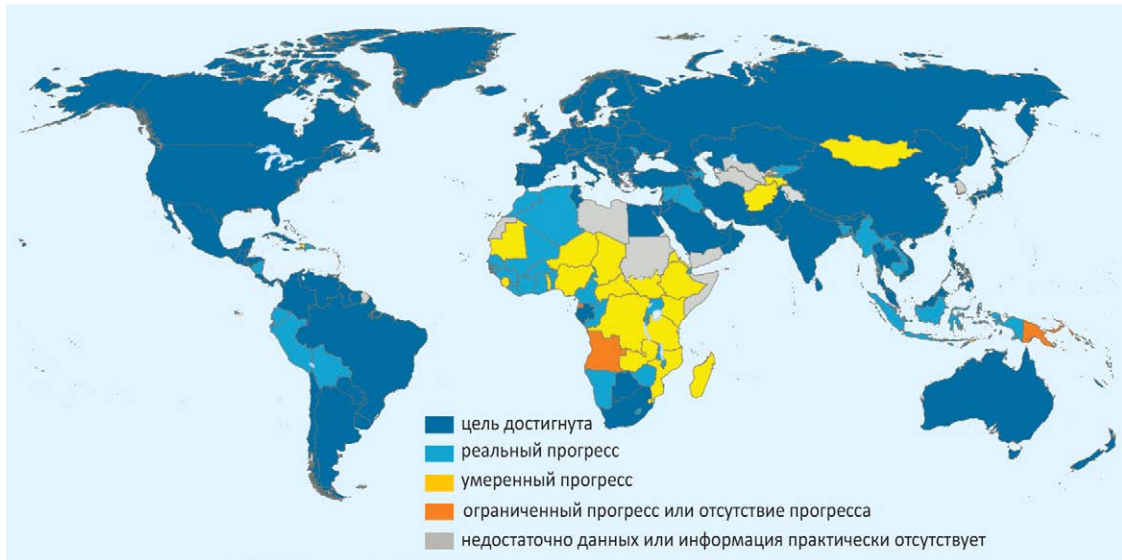 цель достигнута
реальный прогресс
умеренный прогресс
ограниченный прогресс или отсутствие прогресса
недостаточно данных или информация практически отсутствует